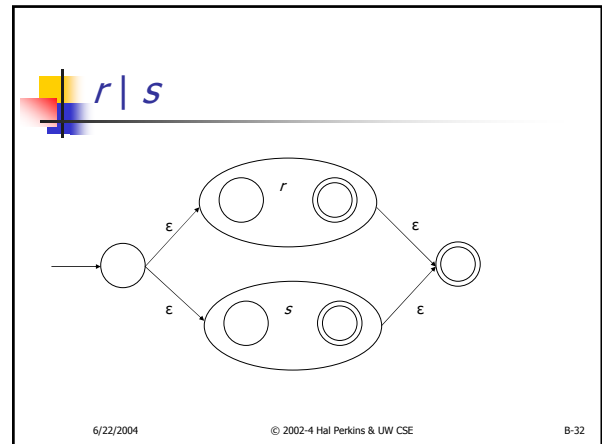 r | s
r
ε
ε
ε
s
ε
6/22/2004
© 2002-4 Hal Perkins & UW CSE
B-32